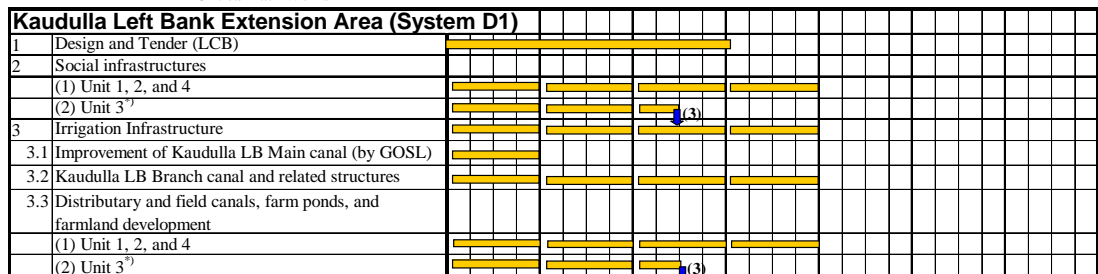 Kaudulla Left Bank Extension Area (System D1)
1 Design and Tender (LCB)
2 Social infrastructures
(1) Unit 1, 2, and 4
(2) Unit 3*)
(3)
3 Irrigation Infrastructure
3.1 Improvement of Kaudulla LB Main canal (by GOSL)
3.2 Kaudulla LB Branch canal and related structures
3.3 Distributary and field canals, farm ponds, and
farmland development
(1) Unit 1, 2, and 4
(2) Unit 3*)
(3)